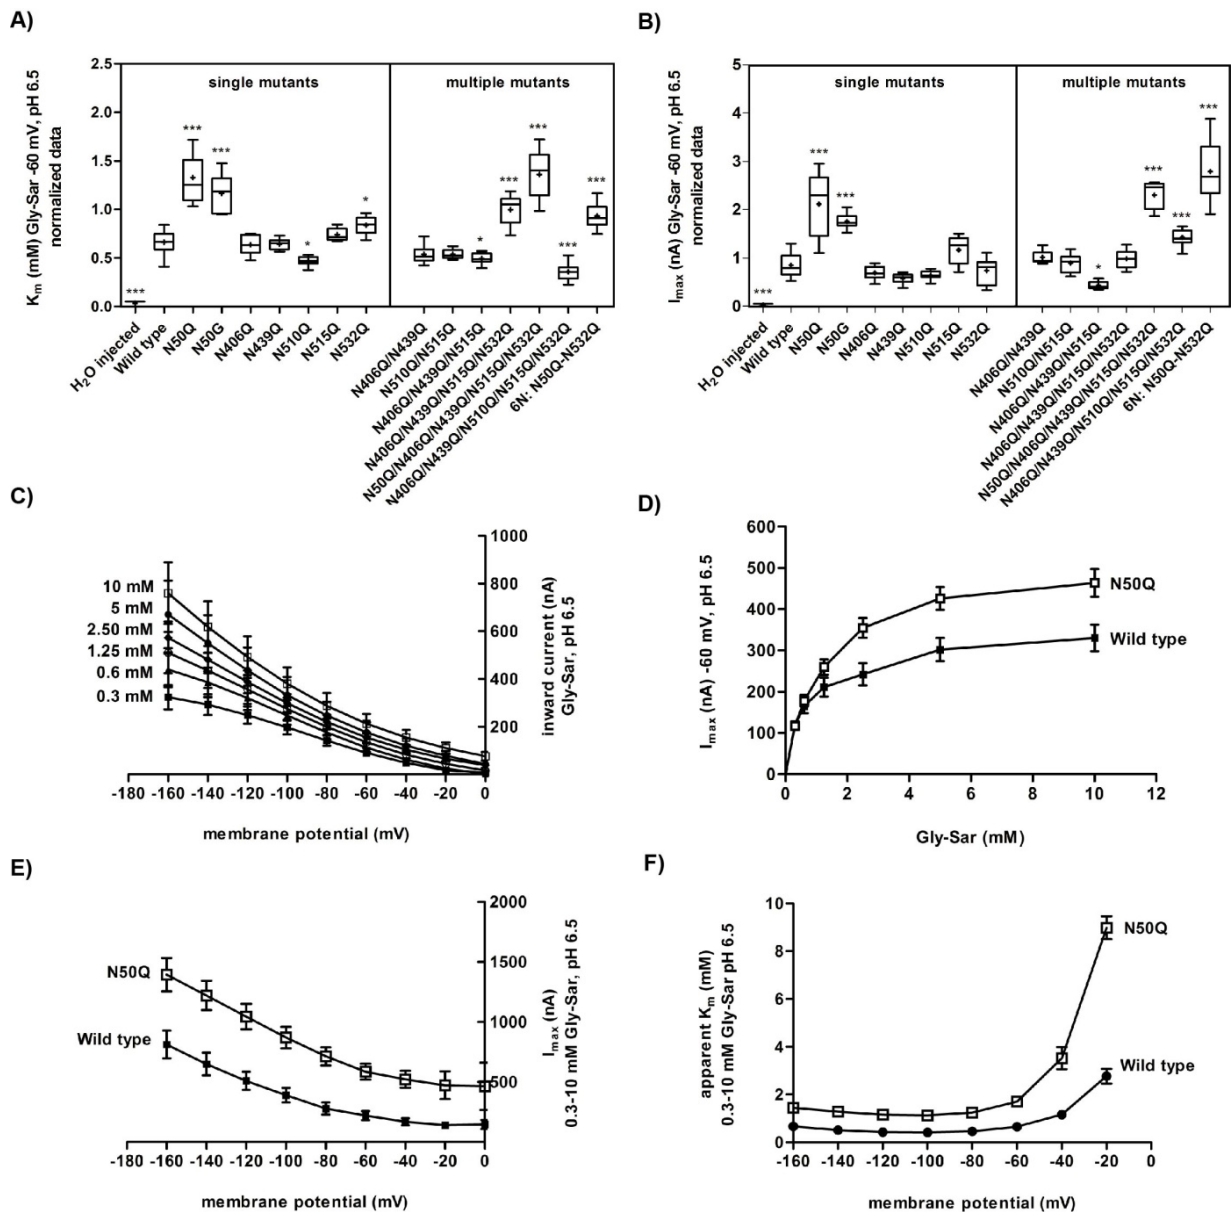 A)
K_m (mM) Gly-Sar -60 mV, pH 6.5
normalized data
2.5
2.0
1.5
1.0
0.5
0.0
single mutants
multiple mutants
***
***
***
*
*
*
***
***
***
***
H₂O injected
Wild type
N50Q
N50G
N406Q
N439Q
N510Q
N515Q
N532Q
N406Q/N439Q
N510Q/N515Q
N406Q/N439Q/N515Q
N406Q/N439Q/N515Q/N532Q
N50Q/N406Q/N439Q/N515Q/N532Q
N406Q/N439Q/N510Q/N515Q/N532Q
6N: N50Q-N532Q
B)
I_max (nA) Gly-Sar -60 mV, pH 6.5
normalized data
5
4
3
2
1
0
single mutants
multiple mutants
***
***
***
*
***
***
***
H₂O injected
Wild type
N50Q
N50G
N406Q
N439Q
N510Q
N515Q
N532Q
N406Q/N439Q
N510Q/N515Q
N406Q/N439Q/N515Q
N406Q/N439Q/N515Q/N532Q
N50Q/N406Q/N439Q/N515Q/N532Q
N406Q/N439Q/N510Q/N515Q/N532Q
6N: N50Q-N532Q
C)
10 mM
5 mM
2.50 mM
1.25 mM
0.6 mM
0.3 mM
1000
800
600
400
200
0
inward current (nA)
Gly-Sar, pH 6.5
-180 -160 -140 -120 -100 -80 -60 -40 -20 0
membrane potential (mV)
D)
I_max (nA) -60 mV, pH 6.5
600
500
400
300
200
100
0
N50Q
Wild type
0 2 4 6 8 10 12
Gly-Sar (mM)
E)
N50Q
Wild type
2000
1500
1000
500
0
I_max (nA)
0.3-10 mM Gly-Sar, pH 6.5
-180 -160 -140 -120 -100 -80 -60 -40 -20 0
membrane potential (mV)
F)
apparent K_m (mM)
0.3-10 mM Gly-Sar pH 6.5
10
8
6
4
2
0
N50Q
Wild type
-160 -140 -120 -100 -80 -60 -40 -20 0
membrane potential (mV)